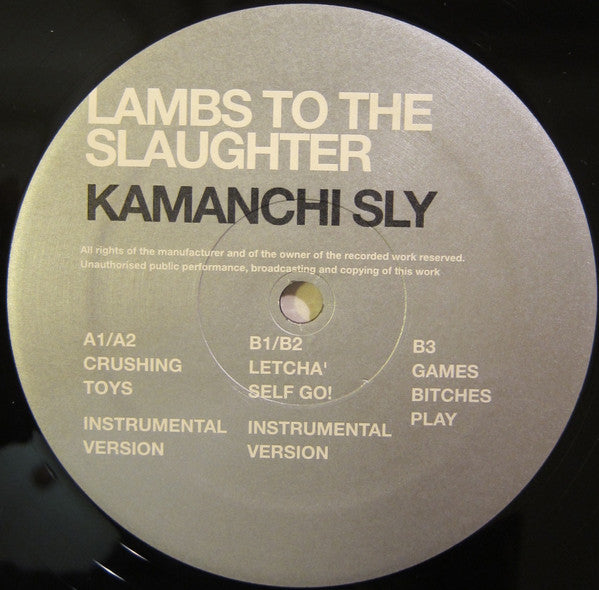 LAMBS TO THE
SLAUGHTER
KAMANCHI SLY
All rights of the manufacturer and of the owner of the recorded work reserved.
Unauthorised public performance, broadcasting and copying of this work
A1/A2
CRUSHING
TOYS
INSTRUMENTAL
VERSION
B1/B2
LETCHA'
SELF GO!
INSTRUMENTAL
VERSION
B3
GAMES
BITCHES
PLAY